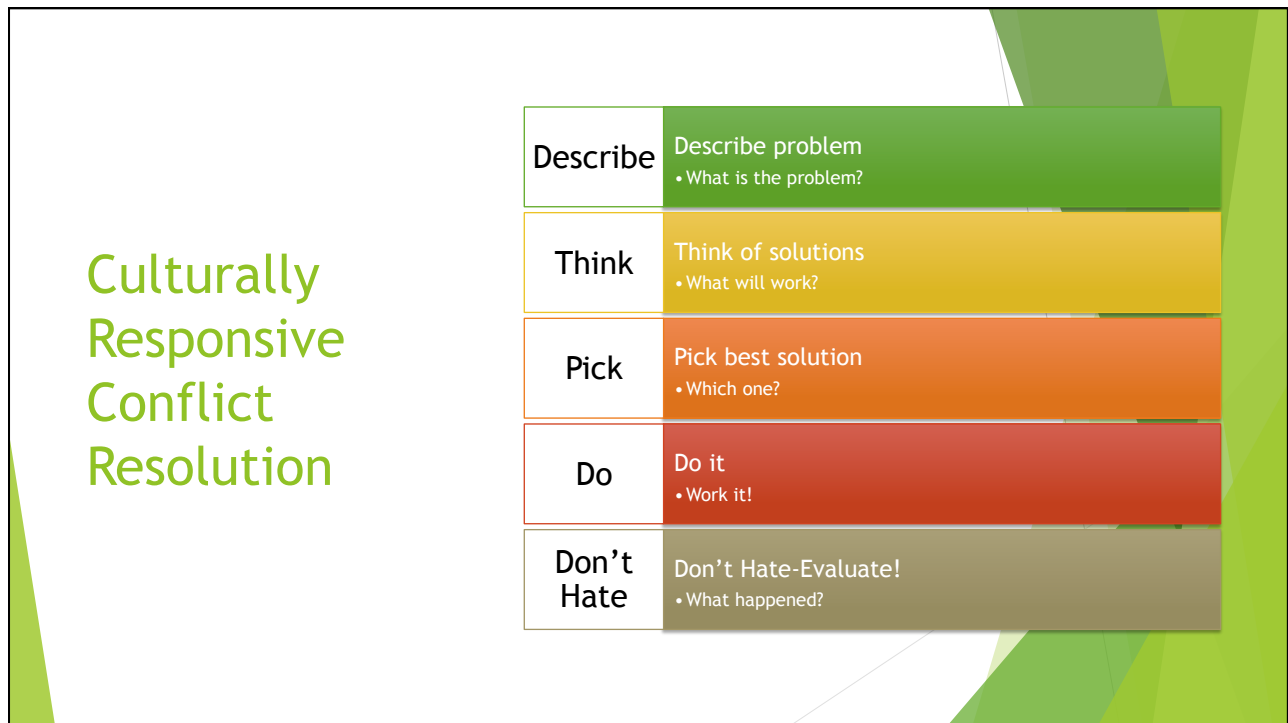 Culturally
Responsive
Conflict
Resolution
Describe
Describe problem
• What is the problem?
Think
Think of solutions
• What will work?
Pick
Pick best solution
• Which one?
Do
Do it
• Work it!
Don’t
Hate
Don’t Hate-Evaluate!
• What happened?